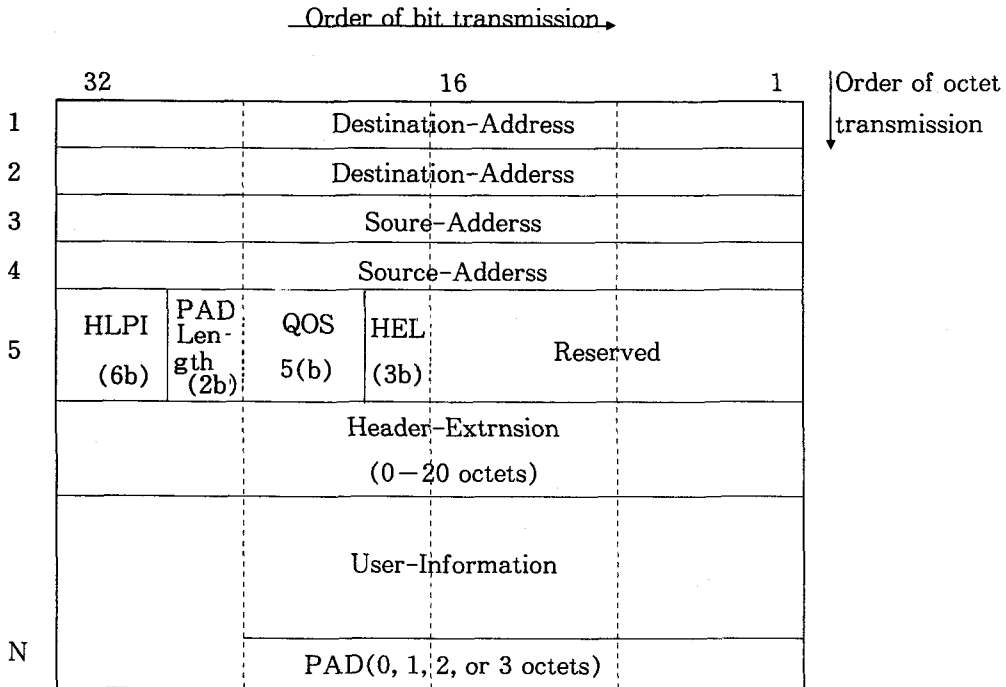 Order of bit transmission
32 16 1
Order of octet
transmission
1 Destination-Address
2 Destination-Adderss
3 Soure-Adderss
4 Source-Adderss
5
HLPI
(6b)
PAD
Len-
gth
(2b)
QOS
5(b)
HEL
(3b)
Reserved
Header-Extrnsion
(0-20 octets)
User-Information
N
PAD(0, 1, 2, or 3 octets)